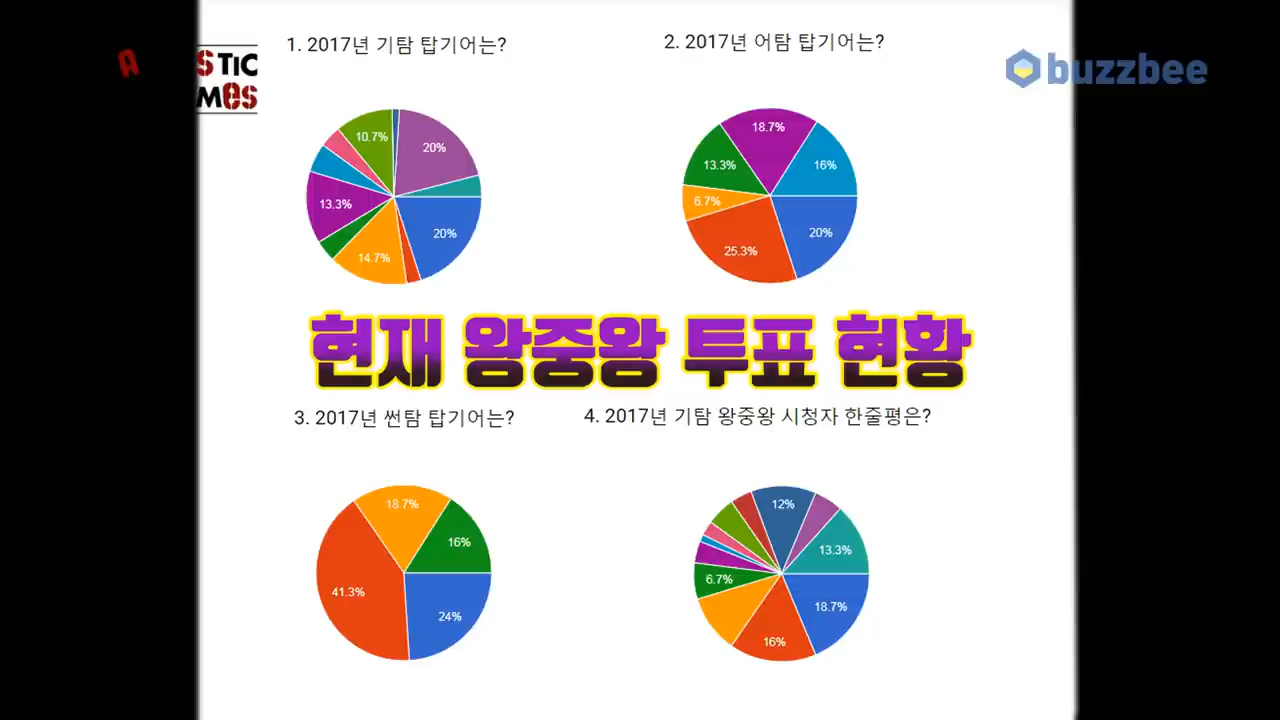 A
STIC
MES
buzzbee
1. 2017년 기탐 탑기어는?
2. 2017년 어탐 탑기어는?
10.7%
20%
13.3%
14.7%
20%
18.7%
13.3%
16%
6.7%
25.3%
20%
현재 왕중왕 투표 현황
3. 2017년 썬탐 탑기어는?
4. 2017년 기탐 왕중왕 시청자 한줄평은?
18.7%
16%
41.3%
24%
12%
13.3%
6.7%
18.7%
16%